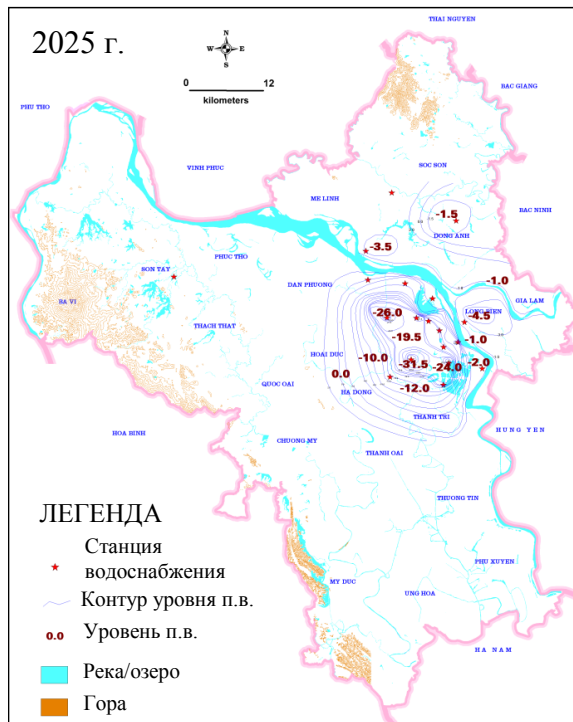 2025 г.
N
W E
S
0 12
kilometers
THAI NGUYEN
BAC GIANG
PHU THO
VINH PHUC
SOC SON
ME LINH
-1.5
BAC NINH
DONG ANH
-3.5
PHUC THO
SON TAY
DAN PHUONG
-1.0
GIA LAM
BA VI
-26.0
LONG BIEN
-4.5
THACH THAT
-19.5
-1.0
HOAI DUC
-10.0
-31.5
-24.0
-2.0
0.0
QUOC OAI
-12.0
HA DONG
THANH TRI
HUNG YEN
HOA BINH
CHUONG MY
THANH OAI
THUONG TIN
ЛЕГЕНДА
Станция
водоснабжения
Контур уровня п.в.
0.0 Уровень п.в.
Река/озеро
Гора
PHU XUYEN
MY DUC
UNG HOA
HA NAM